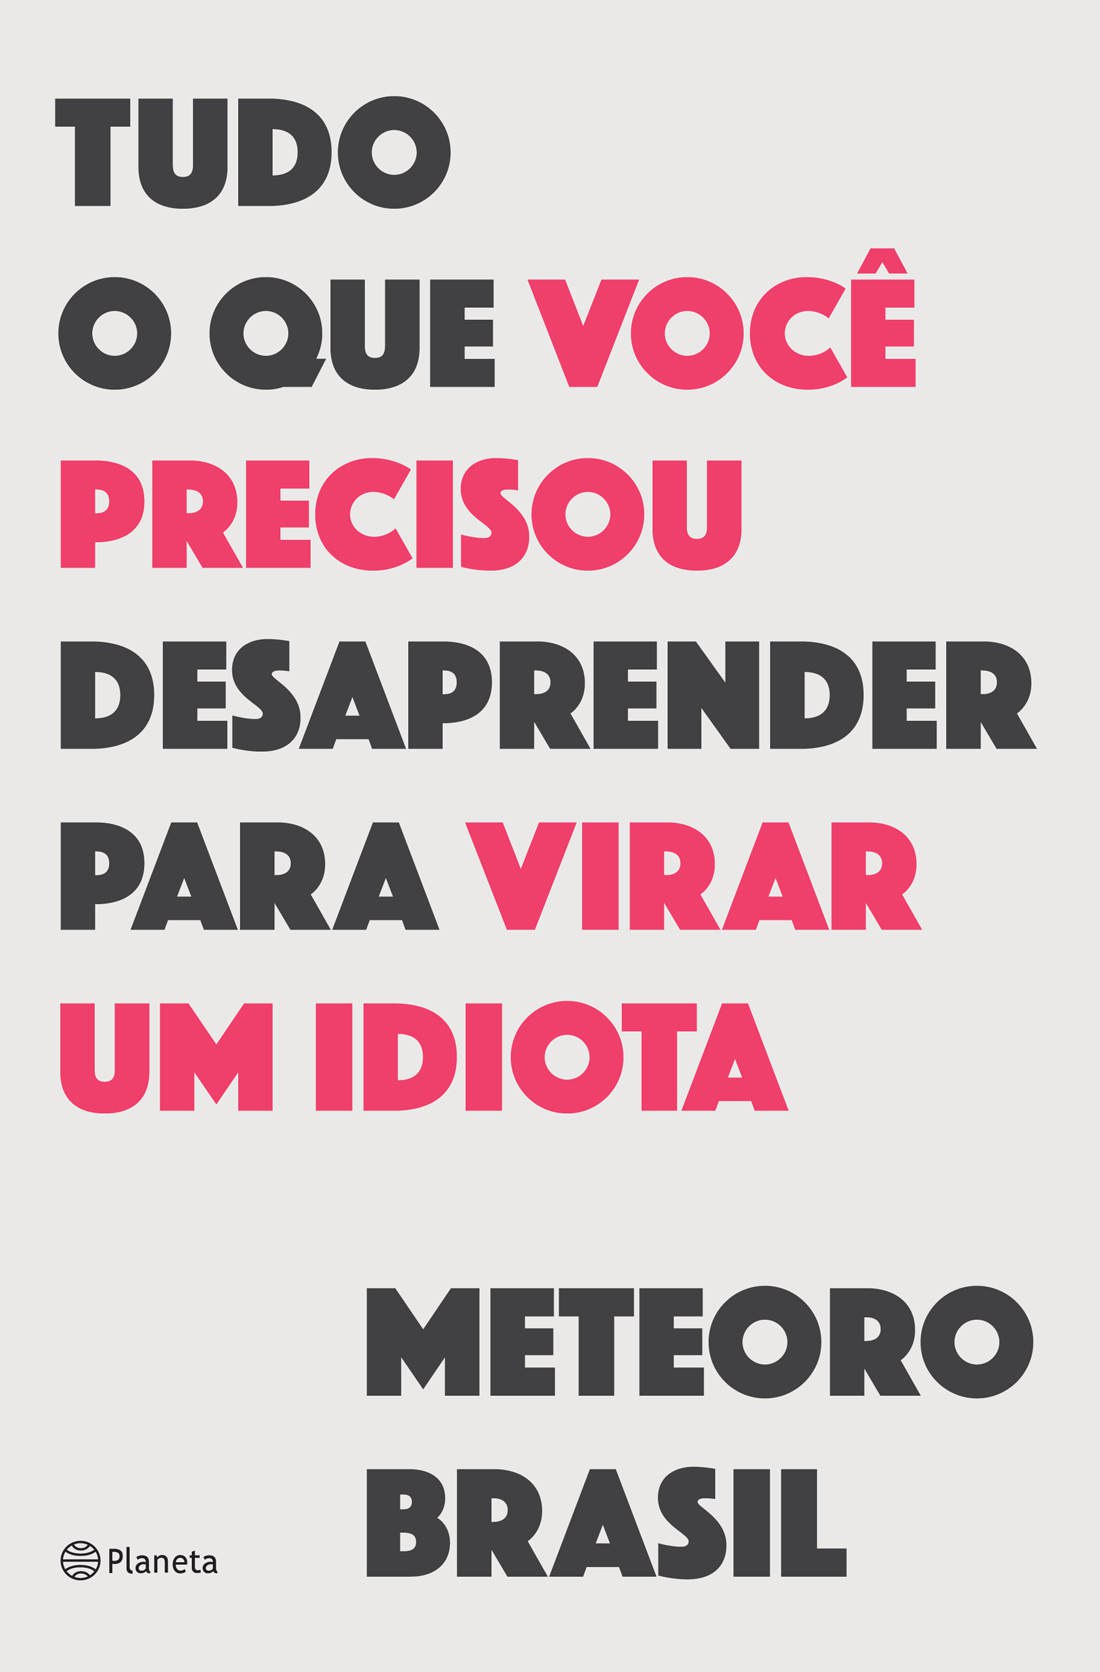 TUDO
O QUE VOCÊ
PRECISOU
DESAPRENDER
PARA VIRAR
UM IDIOTA
METEORO
BRASIL
Planeta